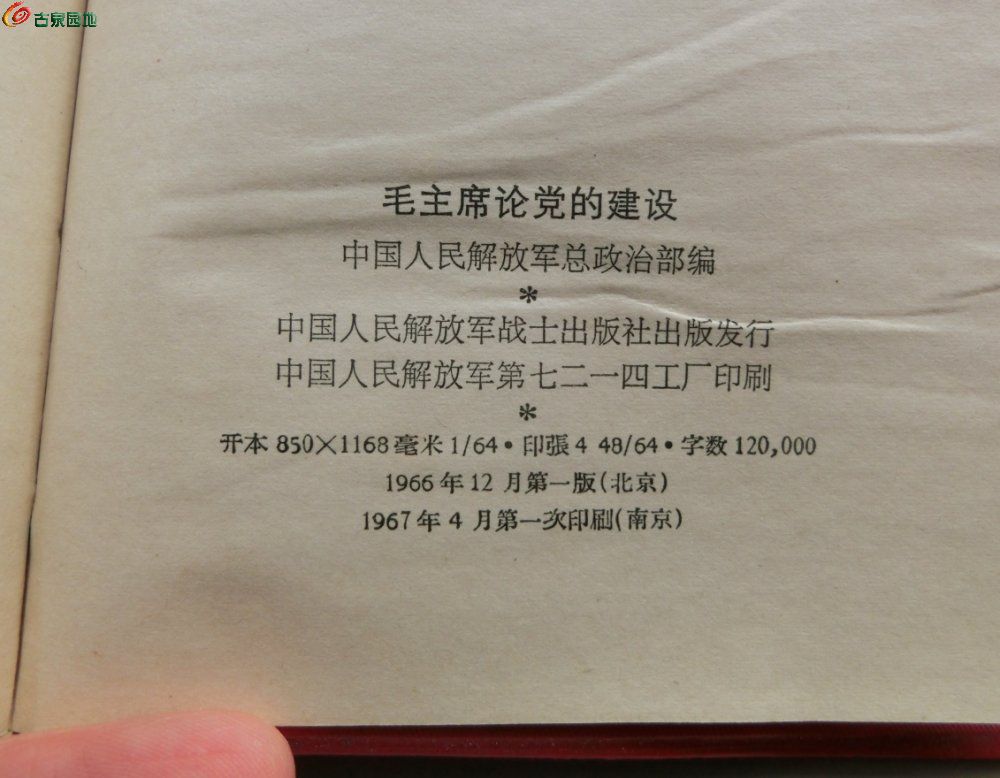 古泉园地
毛主席论党的建设
中国人民解放军总政治部编
*
中国人民解放军战士出版社出版发行
中国人民解放军第七二一四工厂印刷
*
开本 850×1168 毫米 1/64·印張 4 48/64·字数 120,000
1966 年 12 月第一版(北京)
1967 年 4 月第一次印刷(南京)